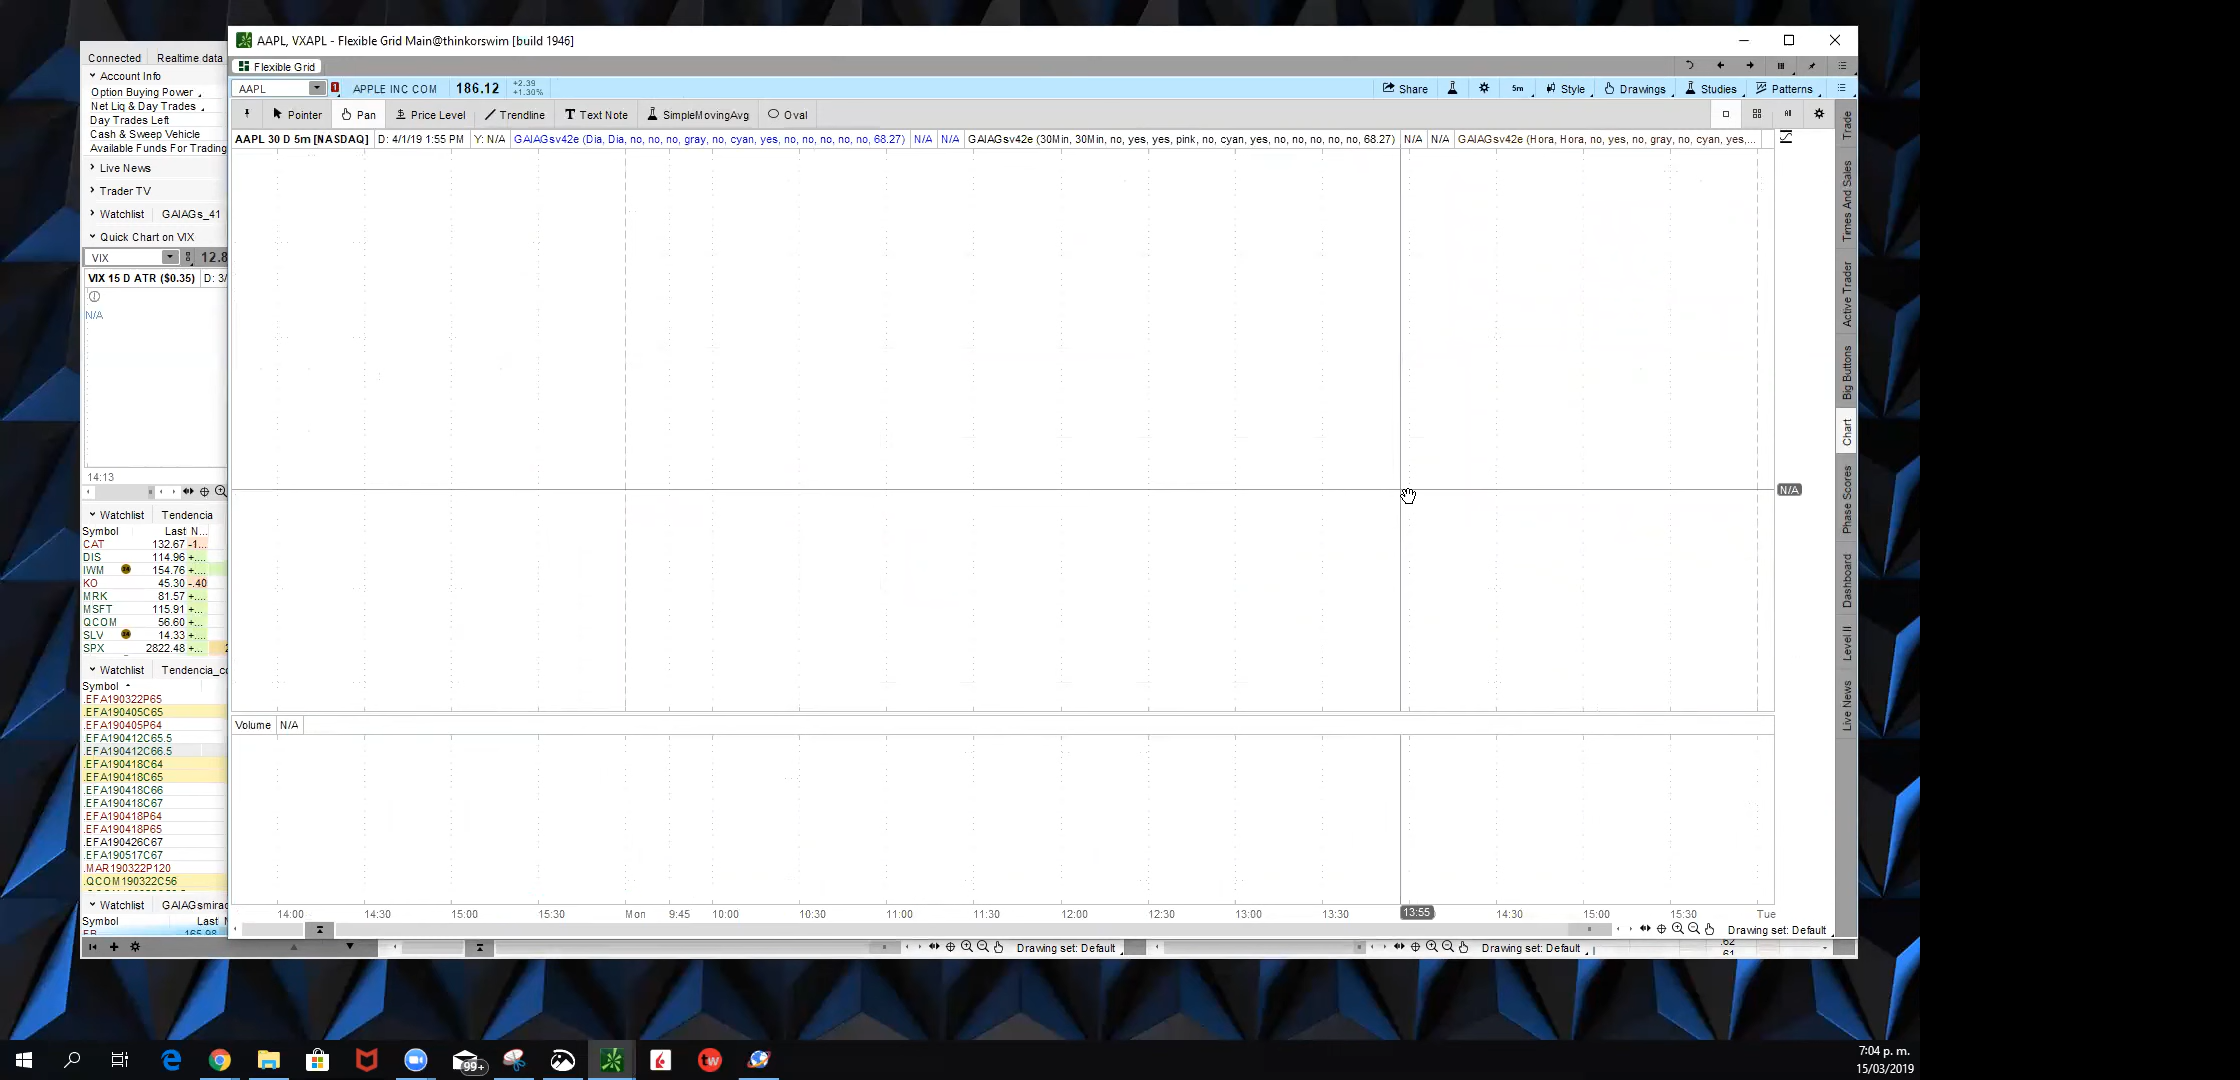 AAPL, VXAPL - Flexible Grid Main@thinkorswim [build 1946]
Connected Realtime data
Flexible Grid
Account Info
Option Buying Power
Net Liq & Day Trades
Day Trades Left
Cash & Sweep Vehicle
Available Funds For Trading
Live News
Trader TV
Watchlist GAIAGs_41
Quick Chart on VIX
VIX 12.8
VIX 15 D ATR ($0.35) D: 3/
N/A
14:13
Watchlist Tendencia
Symbol Last N...
CAT 132.67 -1...
DIS 114.96 +...
IWM 154.76 +...
KO 45.30 -.40
MRK 81.57 +...
MSFT 115.91 +...
QCOM 56.60 +...
SLV 14.33 +...
SPX 2822.48 +...
Watchlist Tendencia_co
Symbol
.EFA190322P65
.EFA190405C65
.EFA190405P64
.EFA190412C65.5
.EFA190412C66.5
.EFA190418C64
.EFA190418C65
.EFA190418C66
.EFA190418C67
.EFA190418P64
.EFA190418P65
.EFA190426C67
.EFA190517C67
.MAR190322P120
.QCOM190322C56
Watchlist GAIAGsmirac
Symbol Last
AAPL 1 APPLE INC COM 186.12 +2.39 +1.30% Share 5m Style Drawings Studies Patterns
Pointer Pan Price Level Trendline Text Note SimpleMovingAvg Oval
AAPL 30 D 5m [NASDAQ] D: 4/1/19 1:55 PM Y: N/A GAIAGsv42e (Dia, Dia, no, no, no, gray, no, cyan, yes, no, no, no, no, no, 68.27) N/A N/A GAIAGsv42e (30Min, 30Min, no, yes, yes, pink, no, cyan, yes, no, no, no, no, no, 68.27) N/A N/A GAIAGsv42e (Hora, Hora, no, yes, no, gray, no, cyan, yes,...
N/A
Volume N/A
14:00 14:30 15:00 15:30 Mon 9:45 10:00 10:30 11:00 11:30 12:00 12:30 13:00 13:30 13:55 14:30 15:00 15:30 Tue
Drawing set: Default
Drawing set: Default Drawing set: Default
Trade
Times And Sales
Active Trader
Big Buttons
Chart
Phase Scores
Dashboard
Level II
Live News
99+
tw
7:04 p. m.
15/03/2019